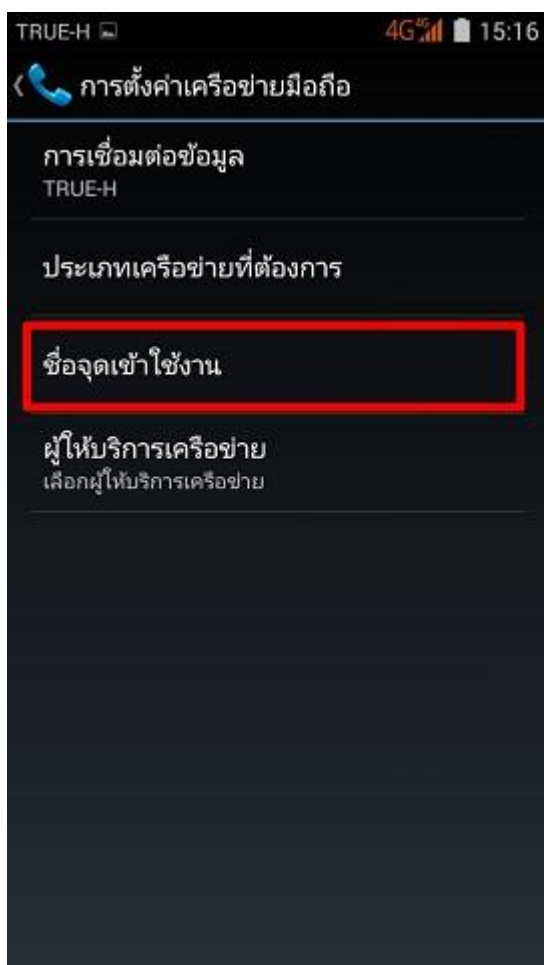 TRUE-H 4G 4G 15:16
การตั้งค่าเครือข่ายมือถือ
การเชื่อมต่อข้อมูล
TRUE-H
ประเภทเครือข่ายที่ต้องการ
ชื่อจุดเข้าใช้งาน
ผู้ให้บริการเครือข่าย
เลือกผู้ให้บริการเครือข่าย